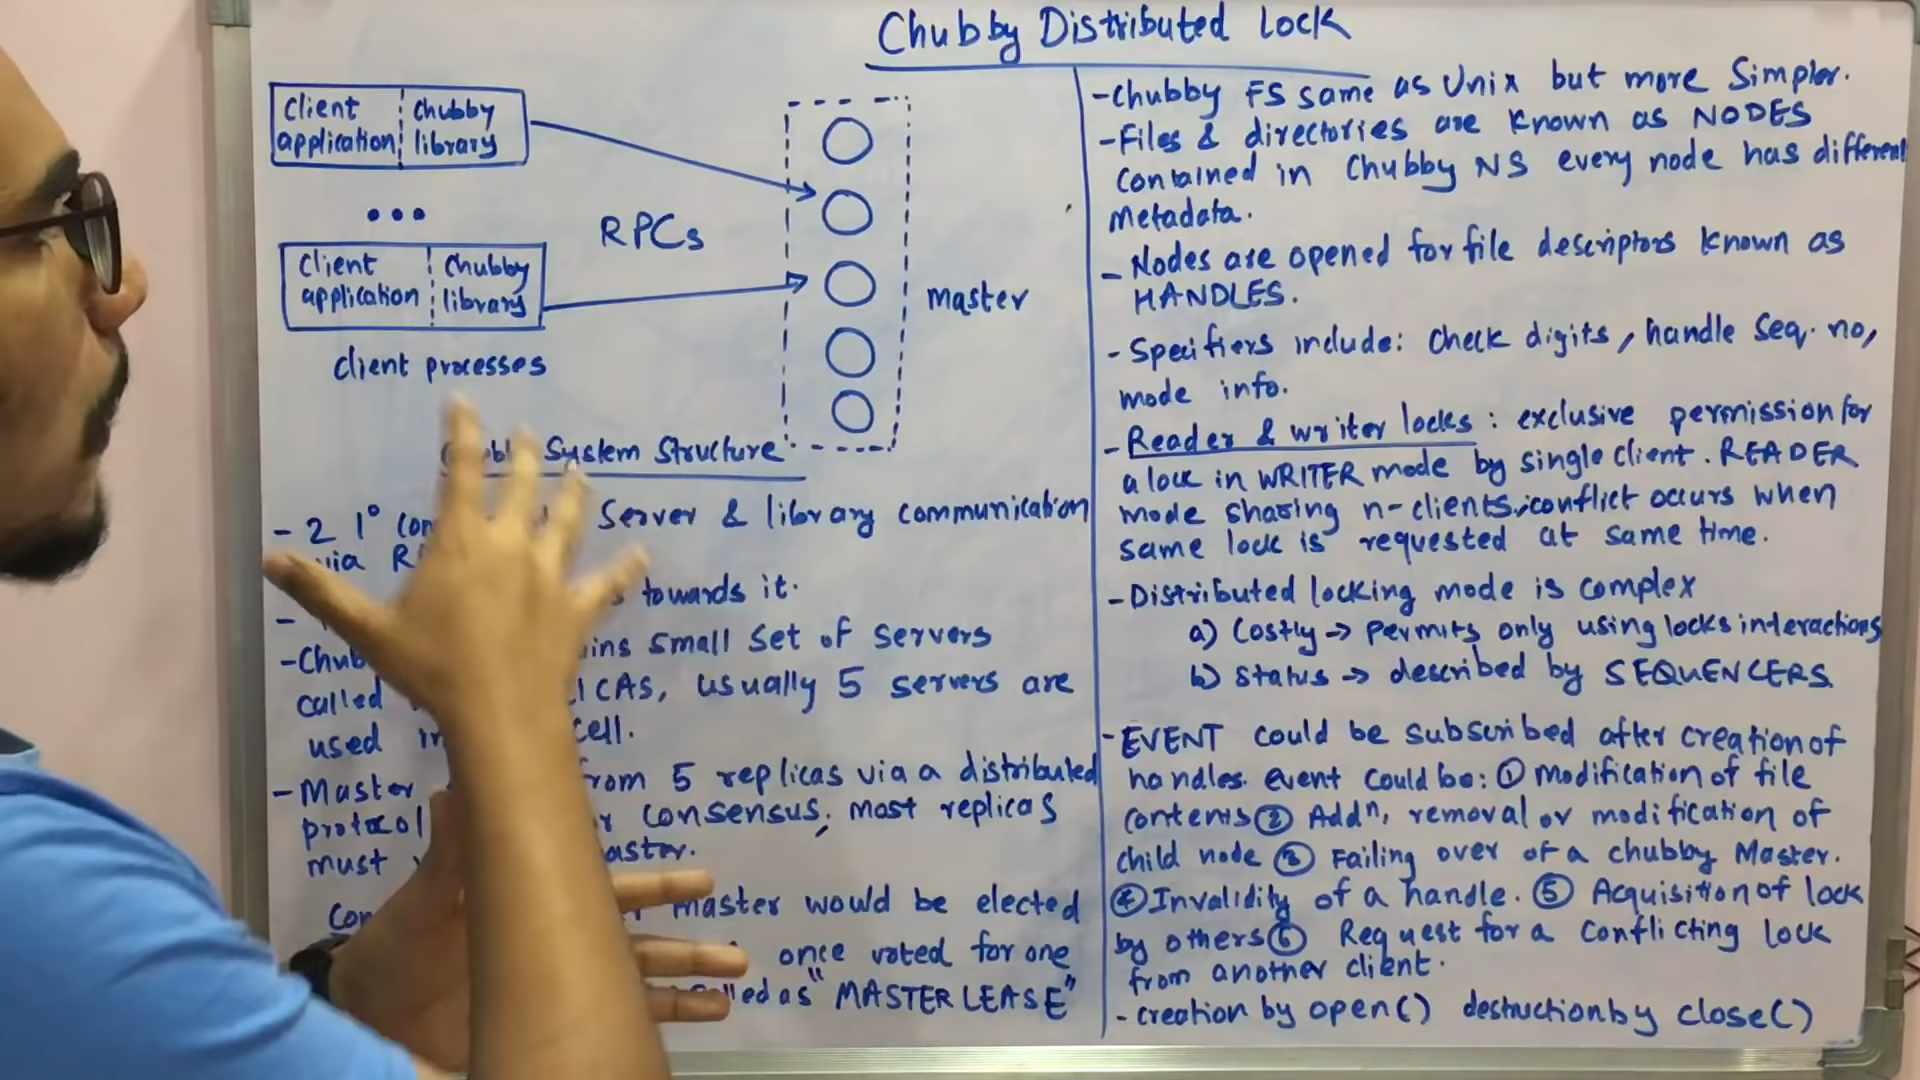 Chubby Distributed Lock
Client
application
Chubby
library
RPCs
Client
application
Chubby
library
master
client processes
System Structure
- 2 1° Server & library communication
via
towards it.
- small set of servers
called usually 5 servers are
used cell.
- Master from 5 replicas via a distributed
protocol consensus, most replicas
must
master would be elected
once voted for one
as "MASTER LEASE"
- Chubby FS same as Unix but more Simpler.
- Files & directories are known as NODES
contained in Chubby NS every node has different
Metadata.
- Nodes are opened for file descriptors known as
HANDLES.
- Specifiers include: Check digits, handle Seq. no,
mode info.
- Reader & writer locks: exclusive permission for
a lock in WRITER mode by single client. READER
mode sharing n-clients, conflict occurs when
same lock is requested at same time.
- Distributed locking mode is complex
a) Costly → permits only using locks interactions
b) Status → described by SEQUENCERS
- EVENT could be subscribed after creation of
handles. event could be: ① Modification of file
contents ② Addⁿ, removal or modification of
child node ③ Failing over of a chubby Master.
④ Invalidity of a handle. ⑤ Acquisition of lock
by others ⑥ Request for a conflicting lock
from another client.
- creation by open() destruction by close()